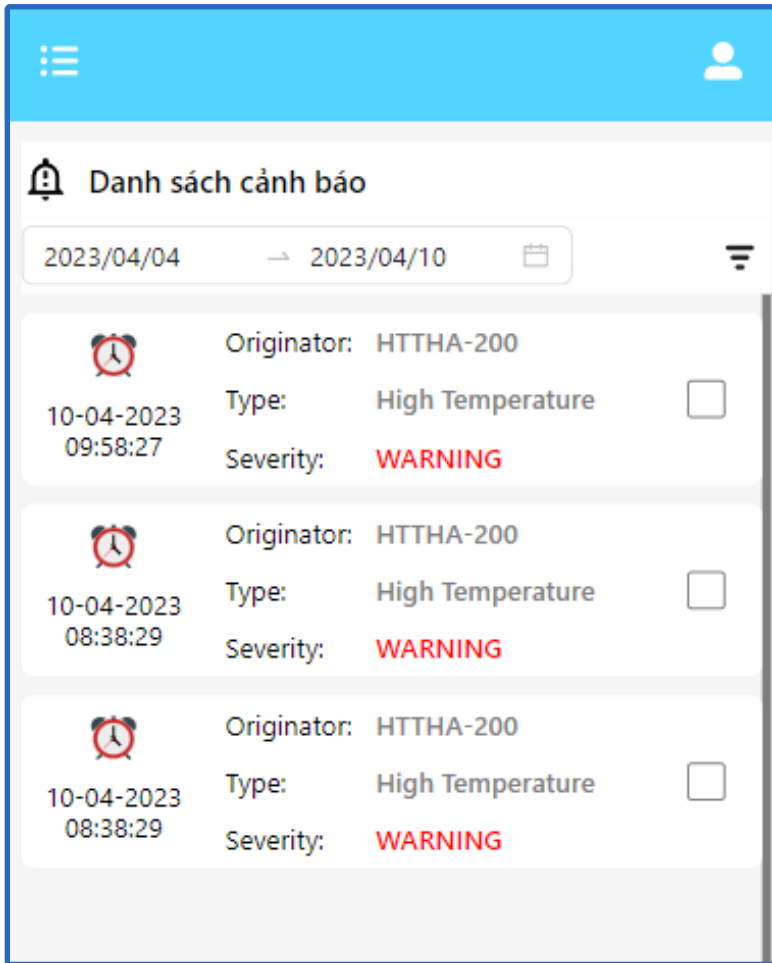 Danh sách cảnh báo
2023/04/04 → 2023/04/10
Originator: HTTHA-200
10-04-2023
09:58:27
Type: High Temperature
Severity: WARNING
Originator: HTTHA-200
10-04-2023
08:38:29
Type: High Temperature
Severity: WARNING
Originator: HTTHA-200
10-04-2023
08:38:29
Type: High Temperature
Severity: WARNING